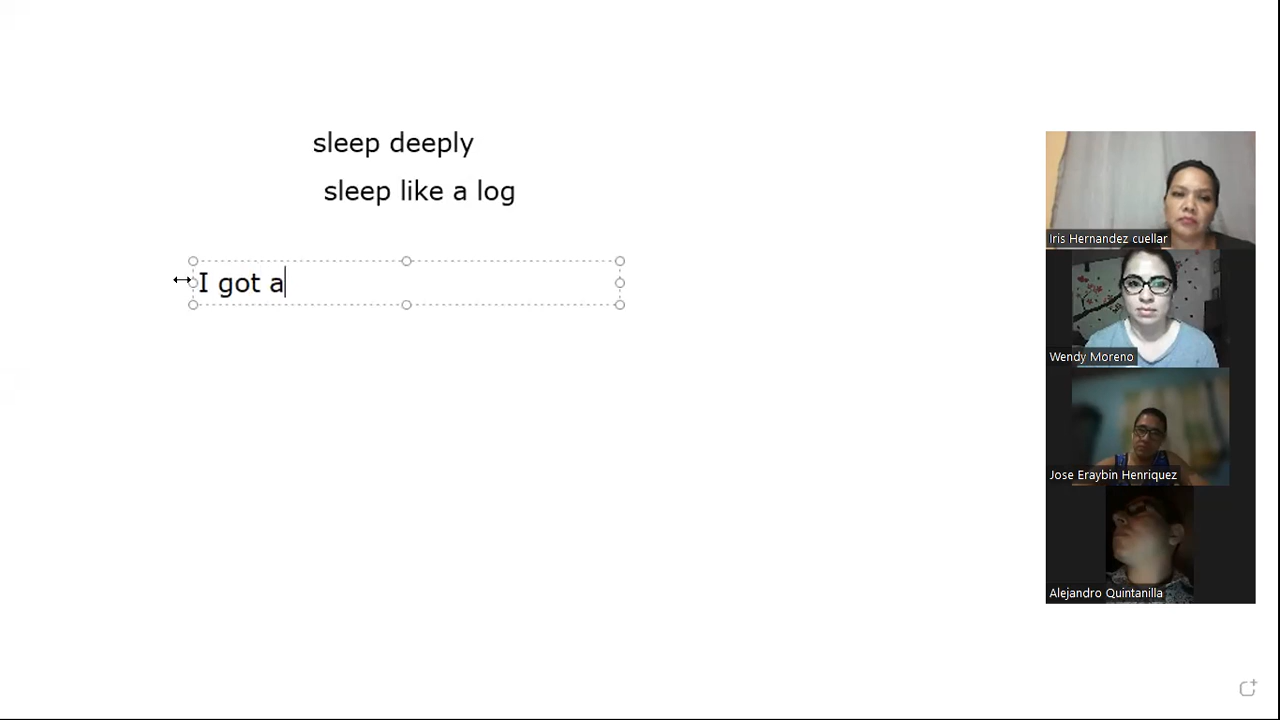 sleep deeply
sleep like a log
I got a
Iris Hernandez cuellar
Wendy Moreno
Jose Eraybin Henriquez
Alejandro Quintanilla